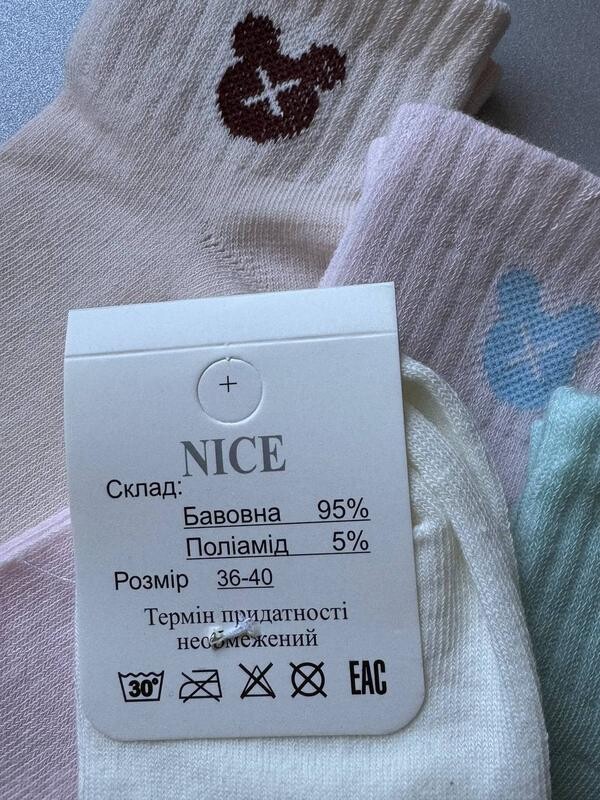 NICE
Склад:
Бавовна 95%
Поліамід 5%
Розмір 36-40
Термін придатності
необмежений
30° EAC